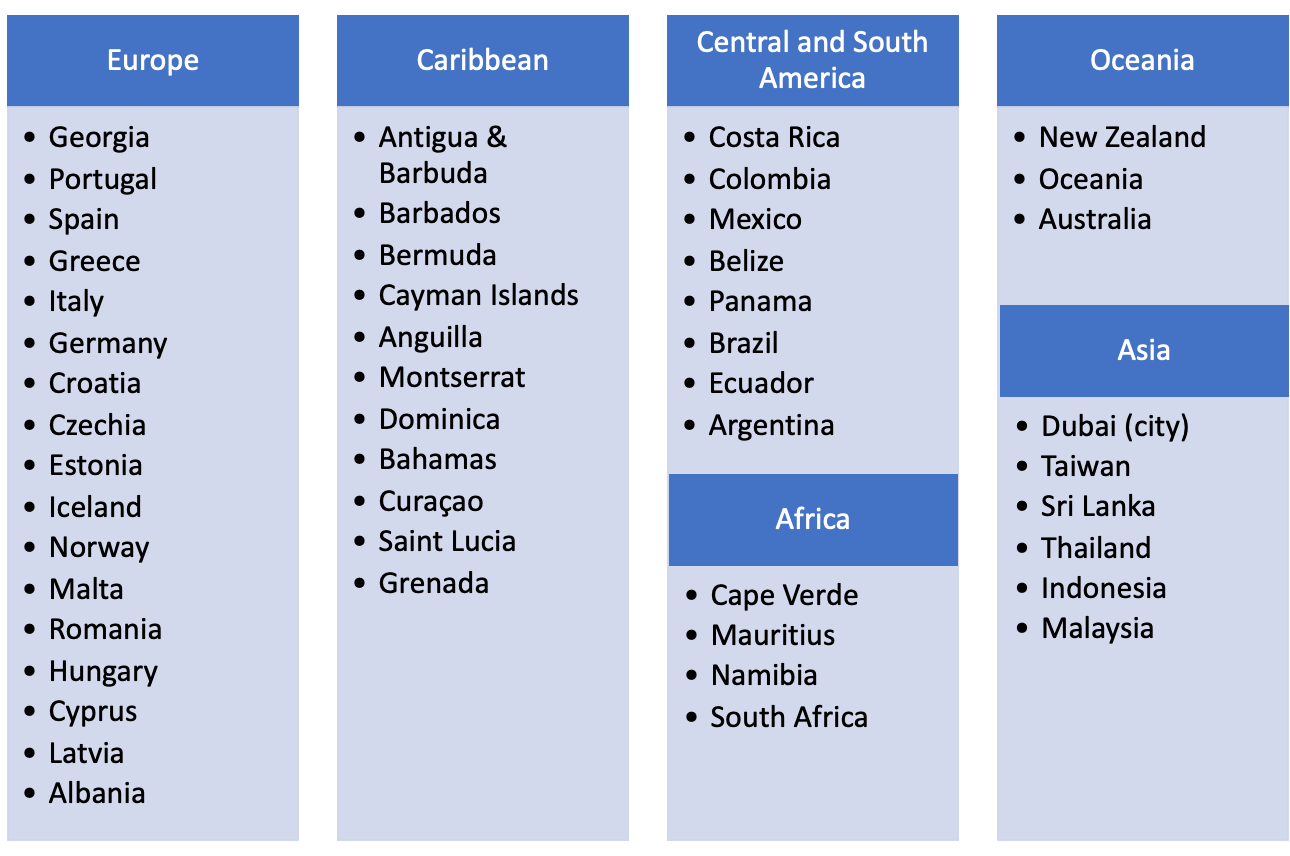 Europe
• Georgia
• Portugal
• Spain
• Greece
• Italy
• Germany
• Croatia
• Czechia
• Estonia
• Iceland
• Norway
• Malta
• Romania
• Hungary
• Cyprus
• Latvia
• Albania
Caribbean
• Antigua &
Barbuda
• Barbados
• Bermuda
• Cayman Islands
• Anguilla
• Montserrat
• Dominica
• Bahamas
• Curaçao
• Saint Lucia
• Grenada
Central and South
America
• Costa Rica
• Colombia
• Mexico
• Belize
• Panama
• Brazil
• Ecuador
• Argentina
Africa
• Cape Verde
• Mauritius
• Namibia
• South Africa
Oceania
• New Zealand
• Oceania
• Australia
Asia
• Dubai (city)
• Taiwan
• Sri Lanka
• Thailand
• Indonesia
• Malaysia